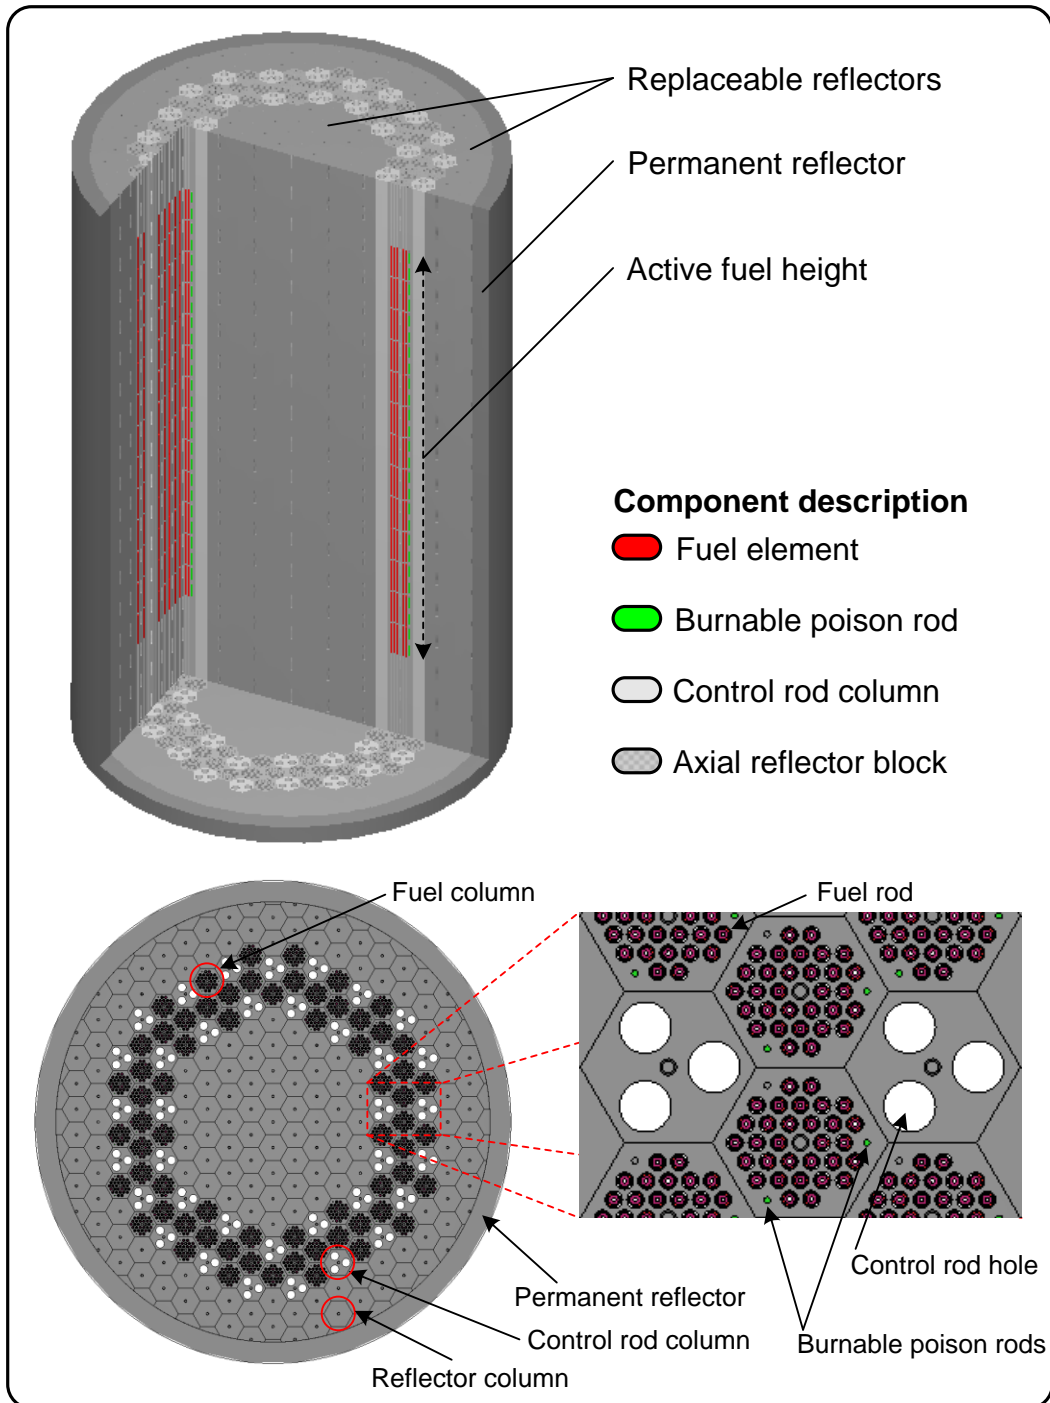 Replaceable reflectors
Permanent reflector
Active fuel height
Component description
Fuel element
Burnable poison rod
Control rod column
Axial reflector block
Fuel column
Fuel rod
Control rod hole
Permanent reflector
Control rod column
Burnable poison rods
Reflector column